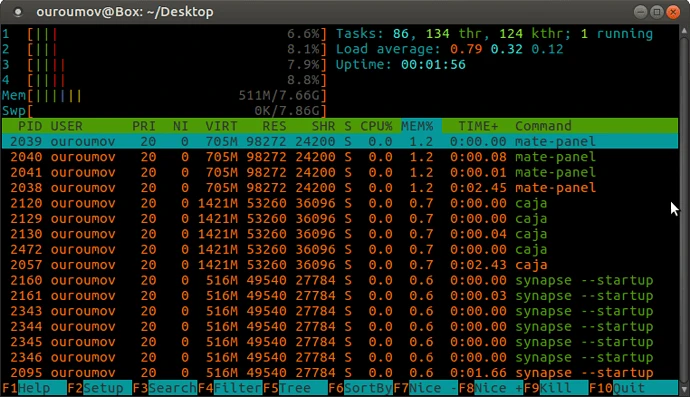 ouroumov@Box: ~/Desktop
1 [||| 6.6%] Tasks: 86, 134 thr, 124 kthr; 1 running
2 [||| 8.1%] Load average: 0.79 0.32 0.12
3 [|||| 7.9%] Uptime: 00:01:56
4 [|||| 8.8%]
Mem[|||||| 511M/7.66G]
Swp[ 0K/7.86G]
PID USER PRI NI VIRT RES SHR S CPU% MEM% TIME+ Command
2039 ouroumov 20 0 705M 98272 24200 S 0.0 1.2 0:00.00 mate-panel
2040 ouroumov 20 0 705M 98272 24200 S 0.0 1.2 0:00.08 mate-panel
2041 ouroumov 20 0 705M 98272 24200 S 0.0 1.2 0:00.01 mate-panel
2038 ouroumov 20 0 705M 98272 24200 S 0.0 1.2 0:02.45 mate-panel
2120 ouroumov 20 0 1421M 53260 36096 S 0.0 0.7 0:00.00 caja
2129 ouroumov 20 0 1421M 53260 36096 S 0.0 0.7 0:00.00 caja
2130 ouroumov 20 0 1421M 53260 36096 S 0.0 0.7 0:00.04 caja
2472 ouroumov 20 0 1421M 53260 36096 S 0.0 0.7 0:00.00 caja
2057 ouroumov 20 0 1421M 53260 36096 S 0.0 0.7 0:02.43 caja
2160 ouroumov 20 0 516M 49540 27784 S 0.0 0.6 0:00.00 synapse --startup
2161 ouroumov 20 0 516M 49540 27784 S 0.0 0.6 0:00.03 synapse --startup
2343 ouroumov 20 0 516M 49540 27784 S 0.0 0.6 0:00.00 synapse --startup
2344 ouroumov 20 0 516M 49540 27784 S 0.0 0.6 0:00.00 synapse --startup
2345 ouroumov 20 0 516M 49540 27784 S 0.0 0.6 0:00.00 synapse --startup
2346 ouroumov 20 0 516M 49540 27784 S 0.0 0.6 0:00.00 synapse --startup
2095 ouroumov 20 0 516M 49540 27784 S 0.0 0.6 0:01.66 synapse --startup
F1Help F2Setup F3SearchF4FilterF5Tree F6SortByF7Nice -F8Nice +F9Kill F10Quit